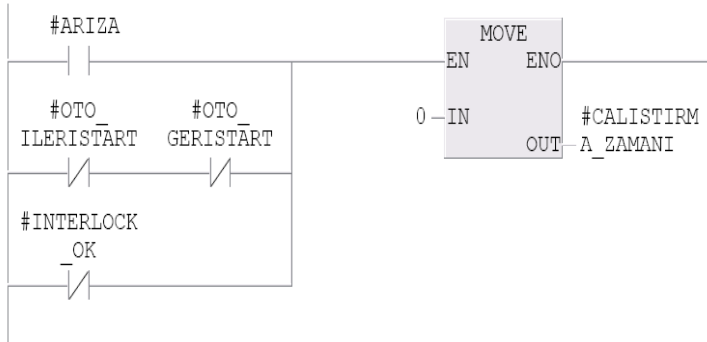 #ARIZA
MOVE
EN ENO
#OTO_
ILERISTART
#OTO_
GERISTART
0 IN
#CALISTIRM
OUT A_ZAMANI
#INTERLOCK
_OK